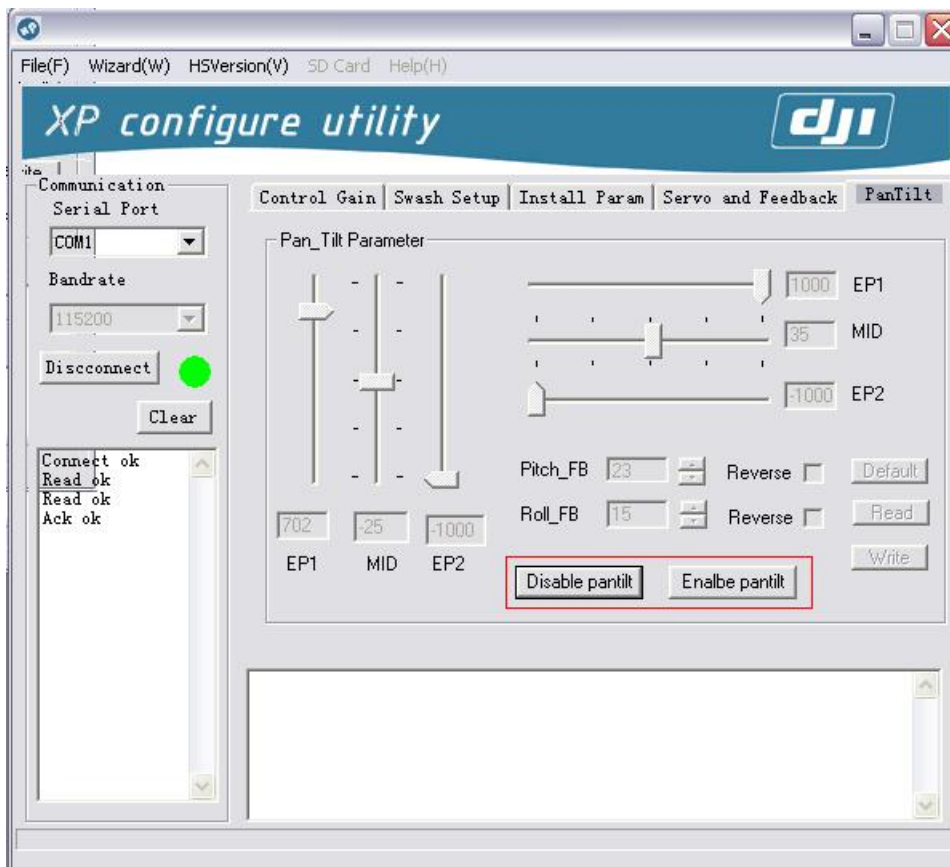 File(F) Wizard(W) HSVersion(V) SD Card Help(H)
XP configure utility
dji
Communication
Serial Port
COM1
Bandrate
115200
Discconnect
Clear
Connect ok
Read ok
Read ok
Ack ok
Control Gain Swash Setup Install Param Servo and Feedback PanTilt
Pan_Tilt Parameter
1000 EP1
35 MID
-1000 EP2
Pitch_FB 23 Reverse Default
Roll_FB 15 Reverse Read
702 -25 -1000
EP1 MID EP2
Write
Disable pantilt Enalbe pantilt